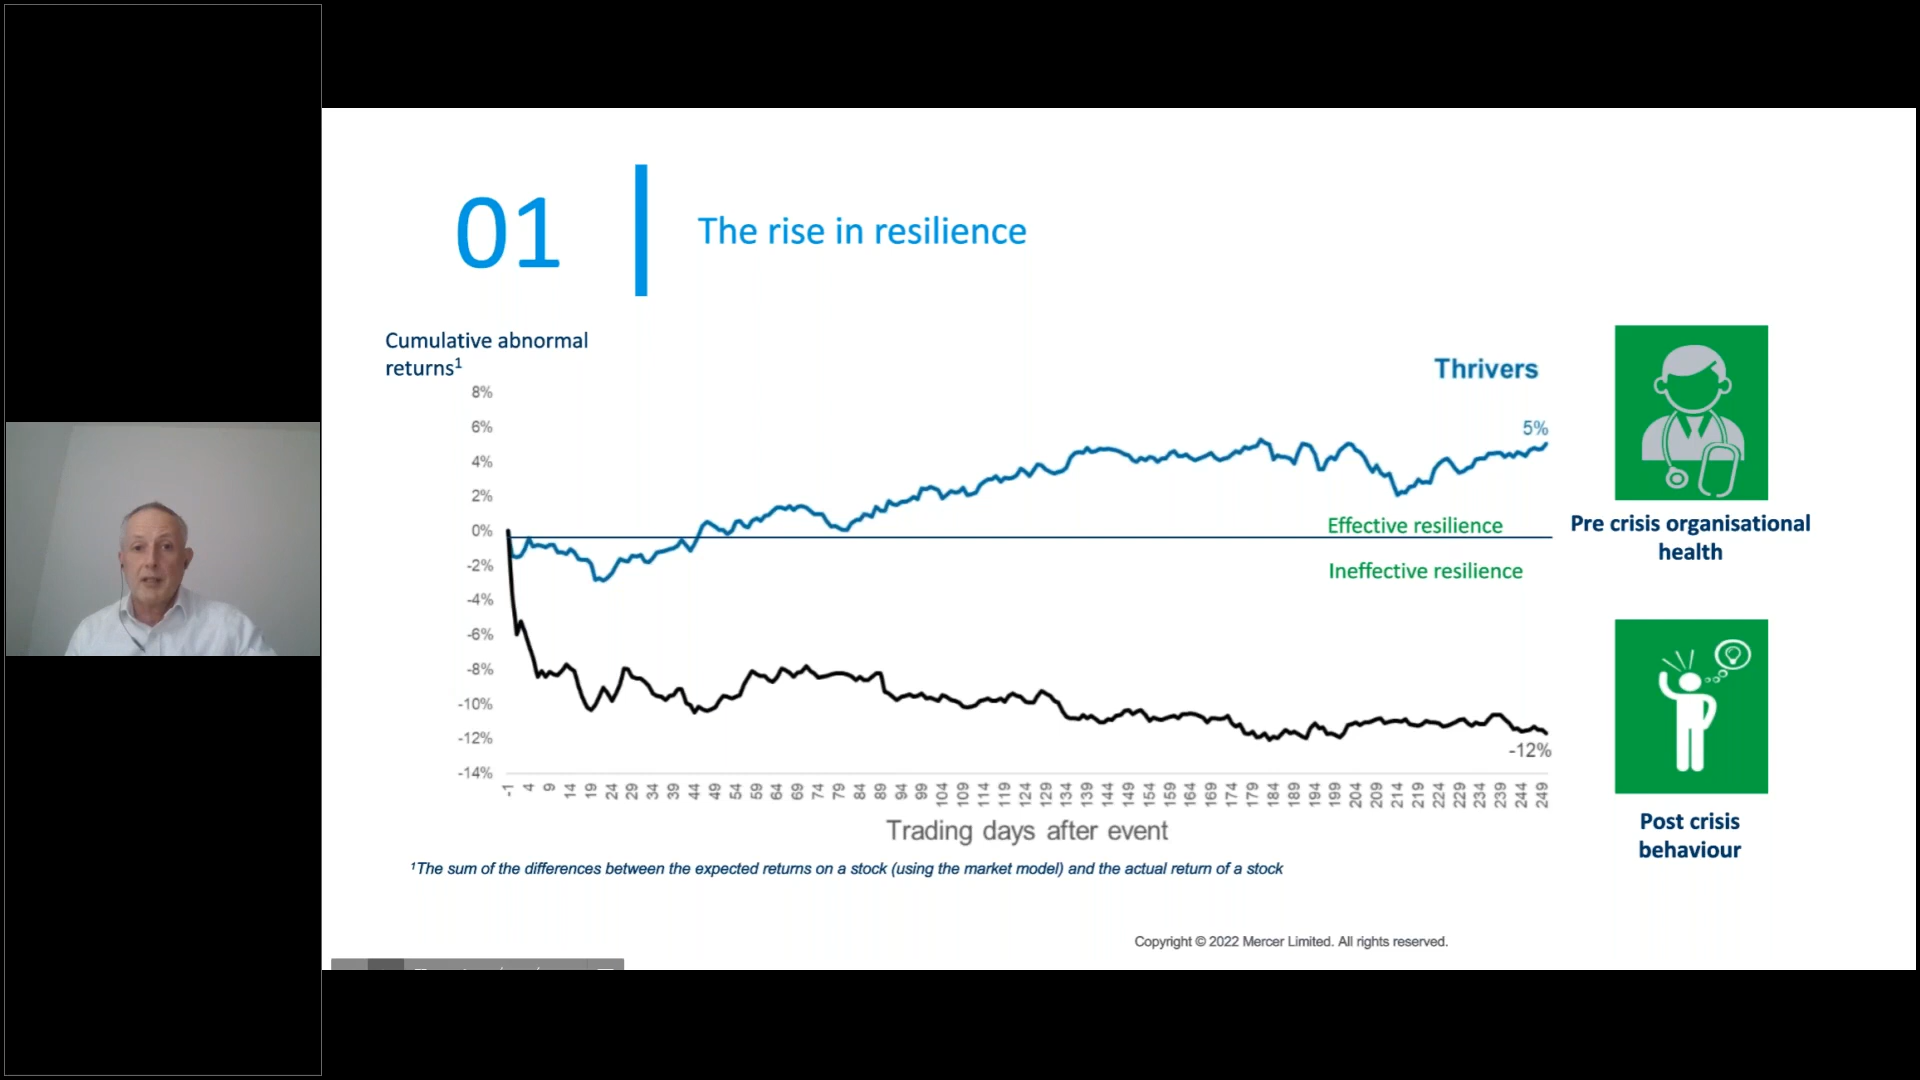 01
The rise in resilience
Cumulative abnormal
returns¹
Thrivers
8%
6%
4%
2%
0%
-2%
-4%
-6%
-8%
-10%
-12%
-14%
5%
Effective resilience
Ineffective resilience
-12%
-1 4 9 14 19 24 29 34 39 44 49 54 59 64 69 74 79 84 89 94 99 104 109 114 119 124 129 134 139 144 149 154 159 164 169 174 179 184 189 194 199 204 209 214 219 224 229 234 239 244 249
Trading days after event
¹The sum of the differences between the expected returns on a stock (using the market model) and the actual return of a stock
Pre crisis organisational
health
Post crisis
behaviour
Copyright © 2022 Mercer Limited. All rights reserved.